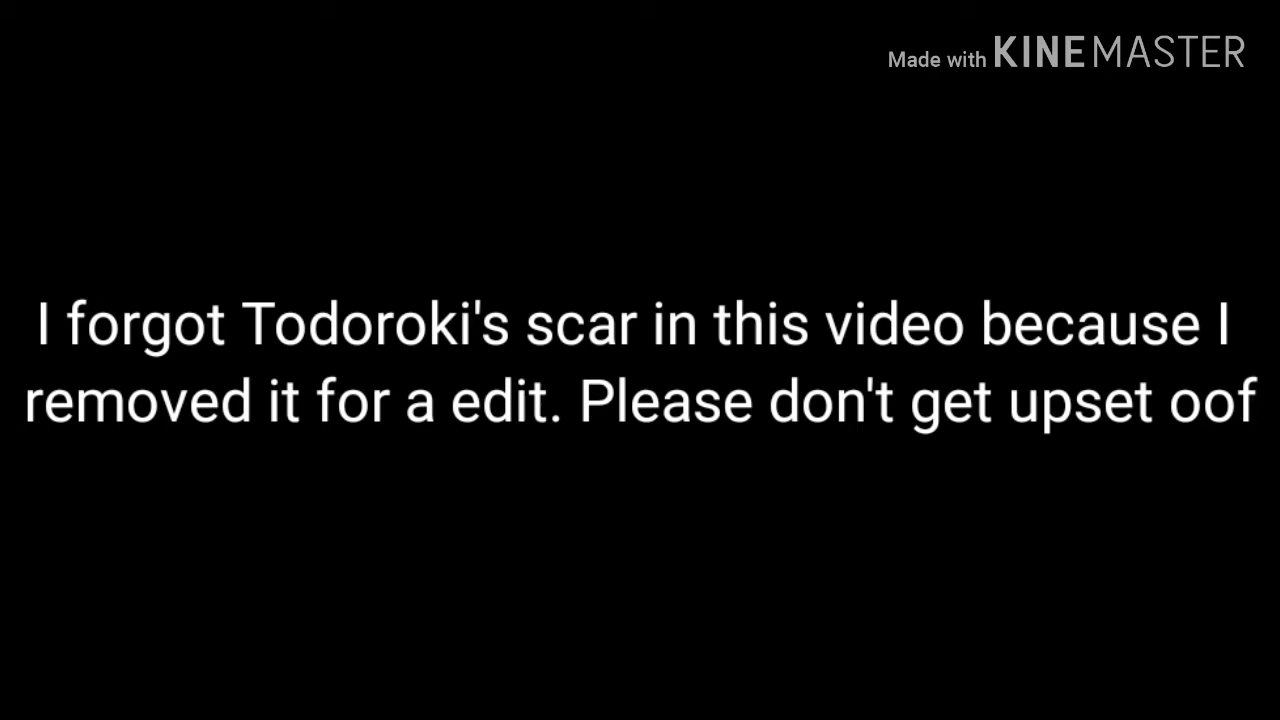 Made with KINEMASTER
I forgot Todoroki's scar in this video because I
removed it for a edit. Please don't get upset oof